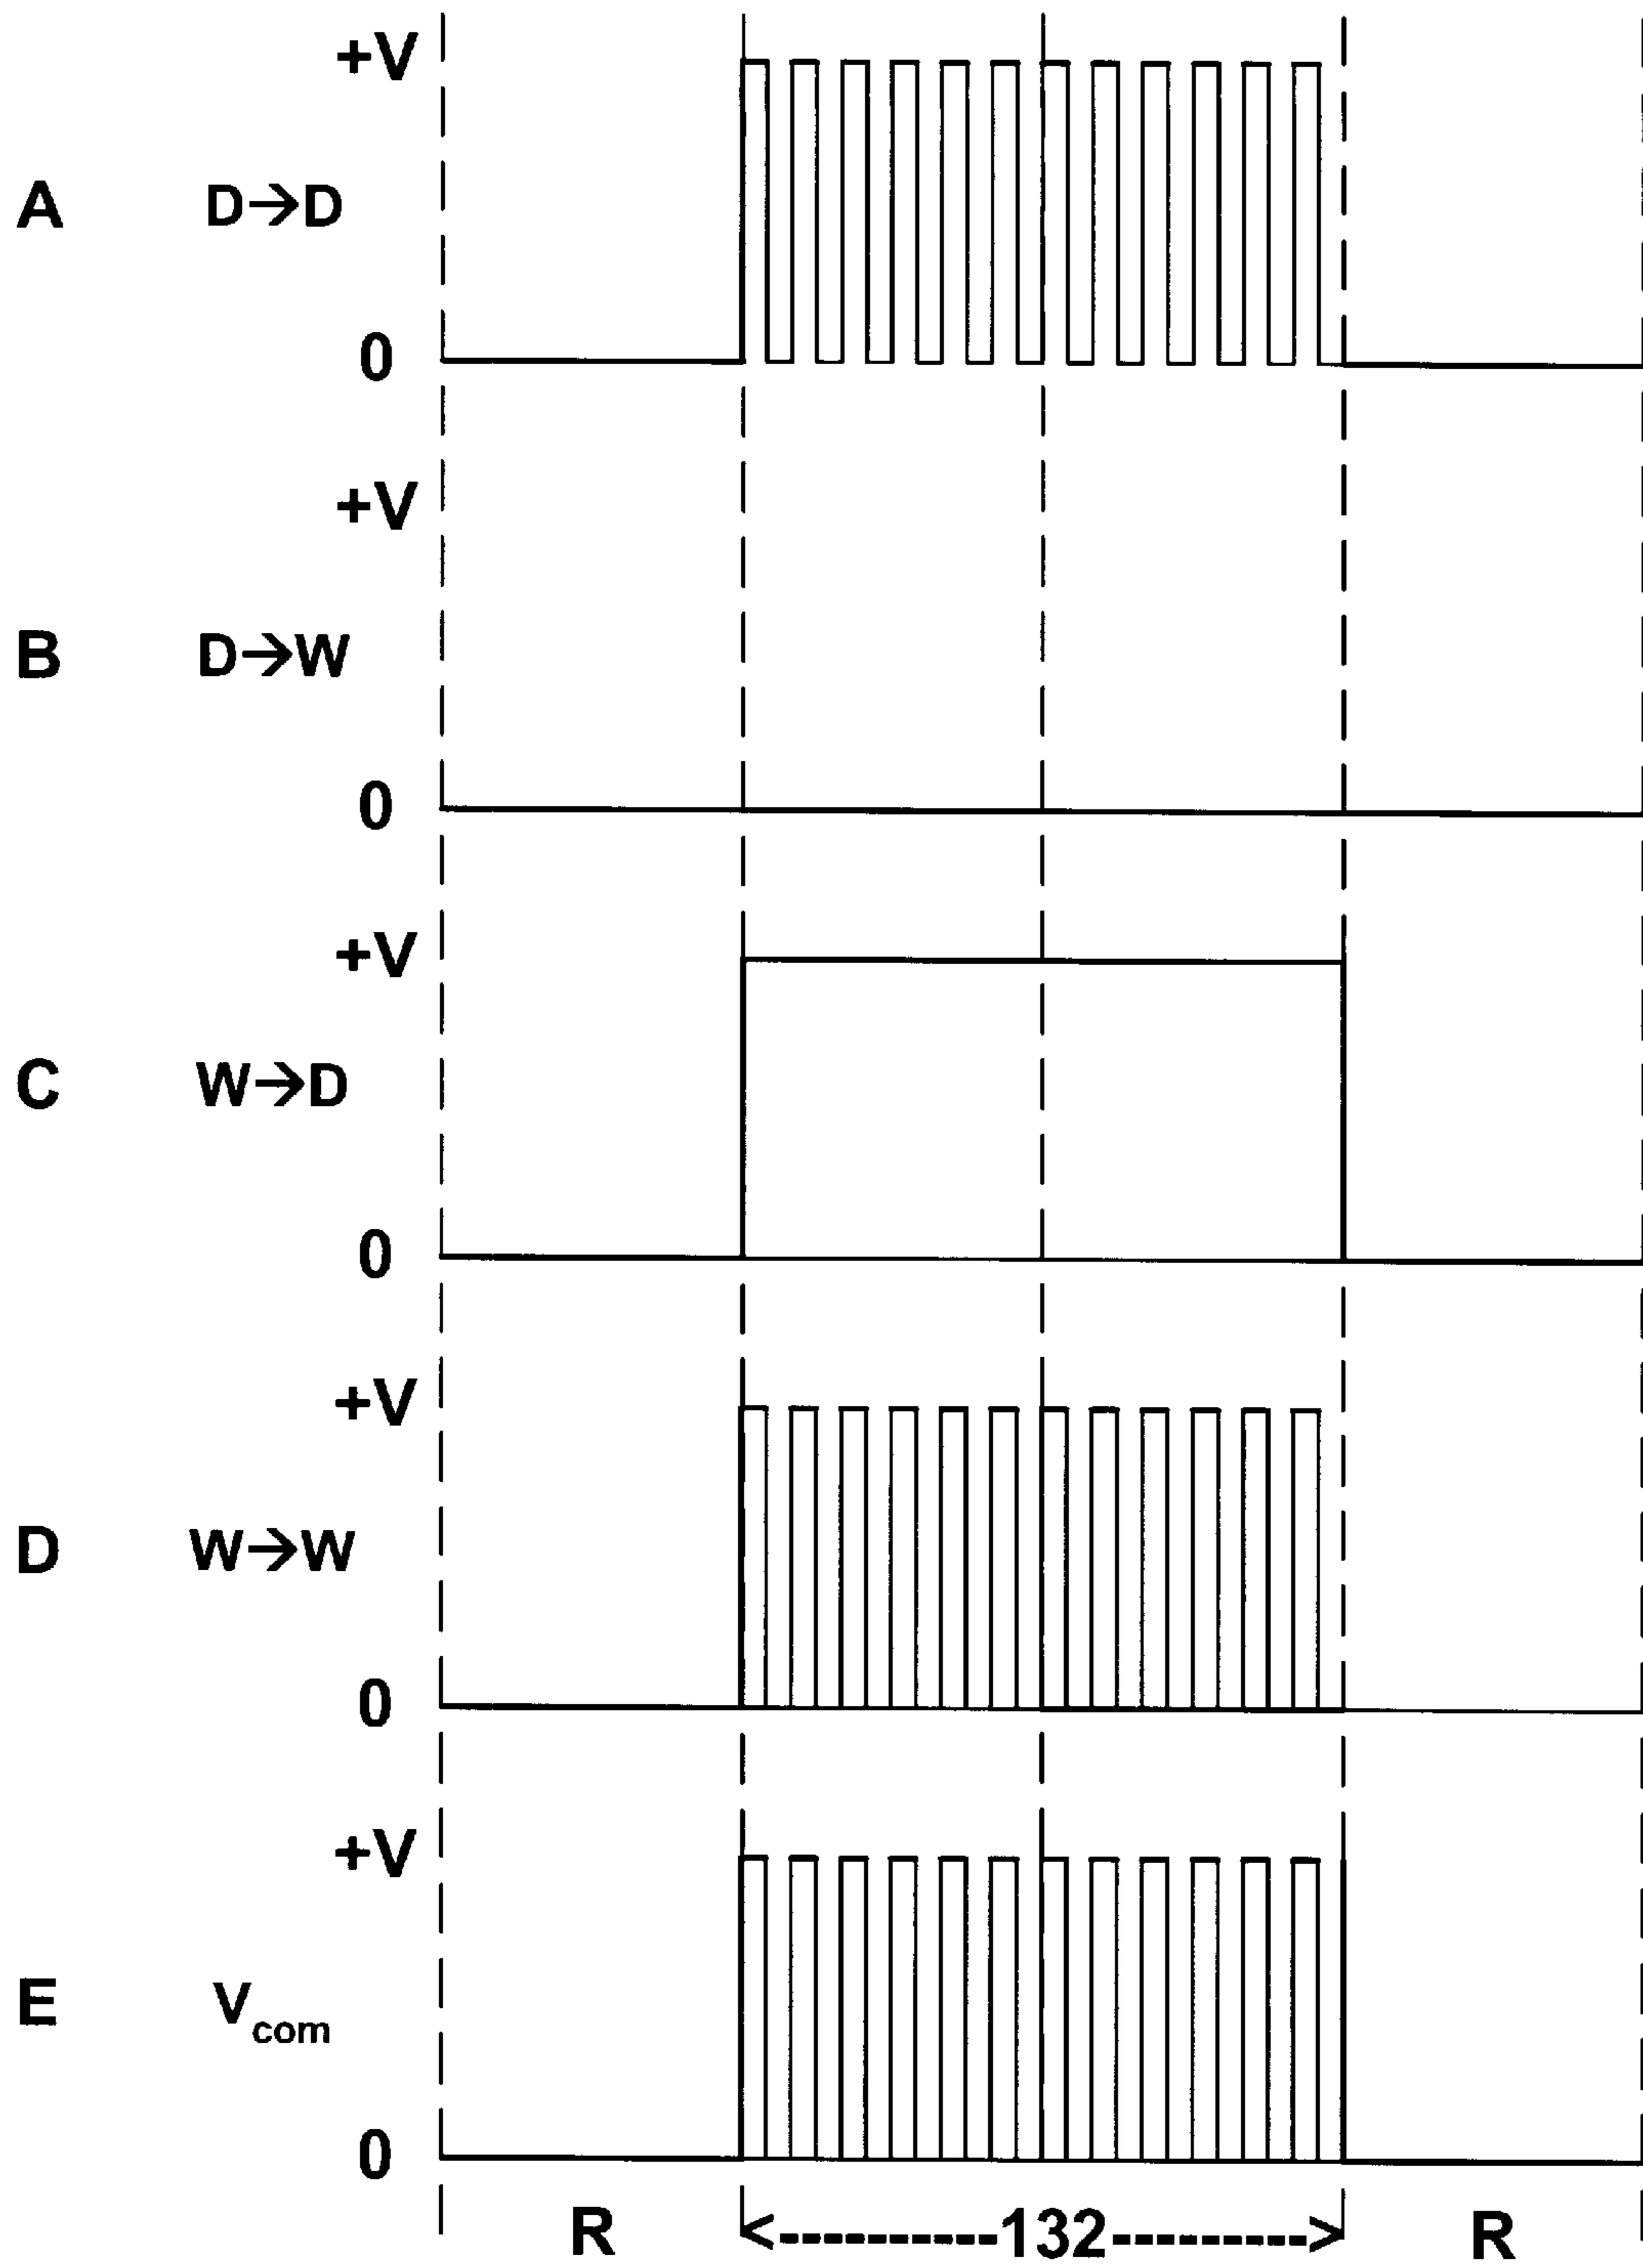 +V
A D→D
0
+V
B D→W
0
+V
C W→D
0
+V
D W→W
0
+V
E Vcom
0
R <---------132---------> R